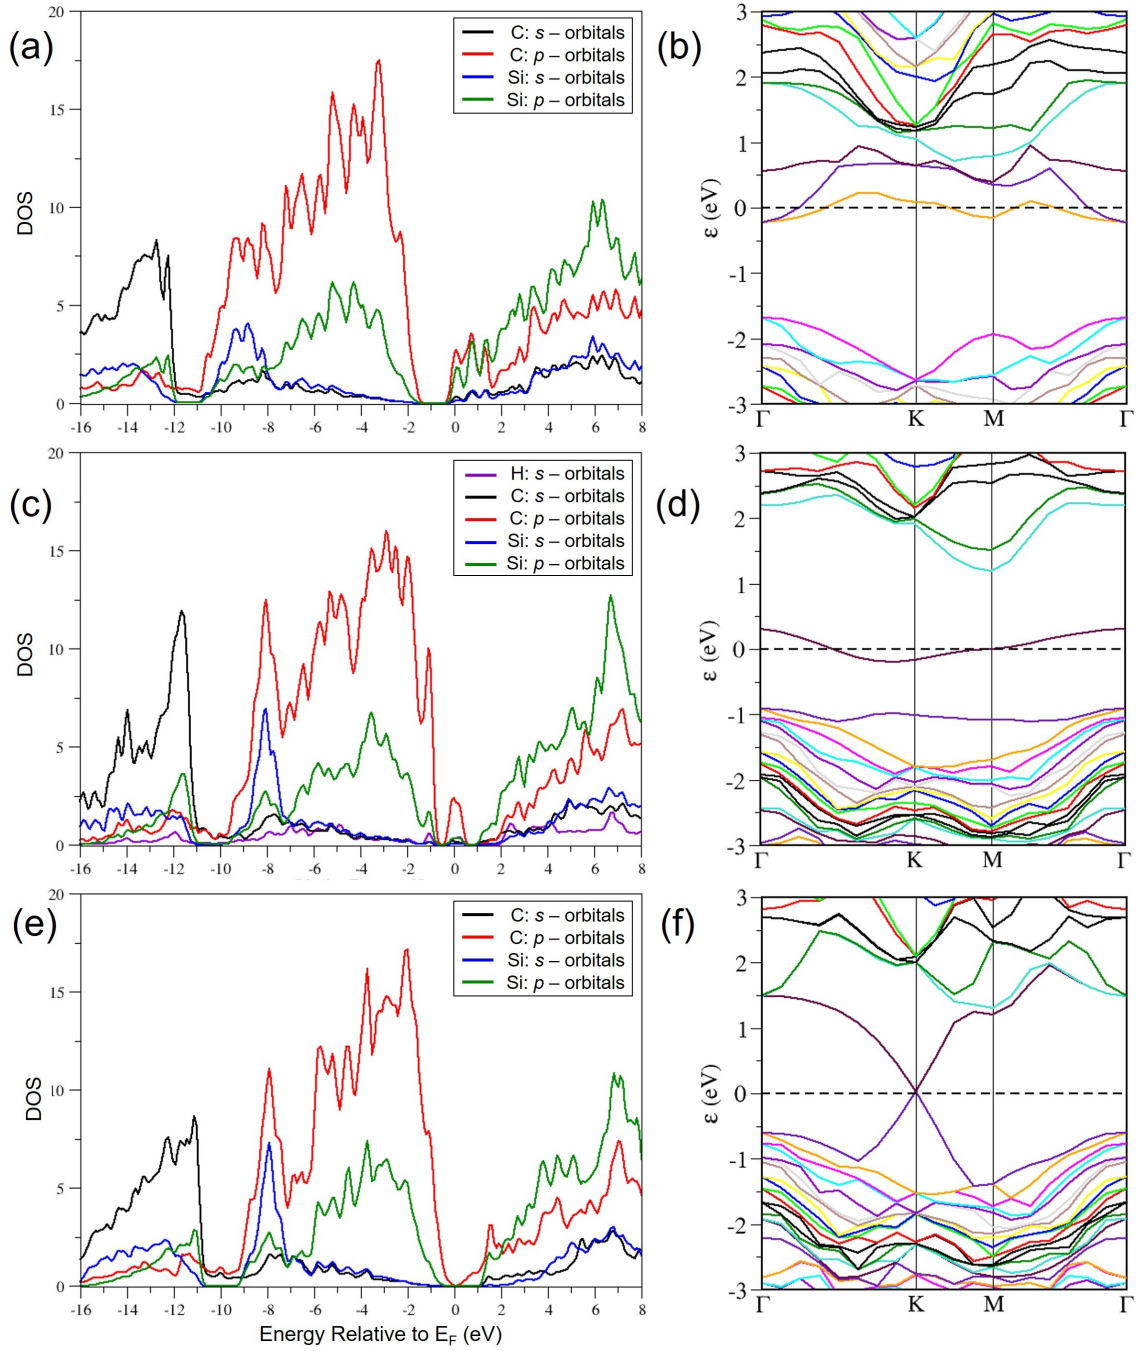 (a)
20
15
10
5
0
DOS
C: s – orbitals
C: p – orbitals
Si: s – orbitals
Si: p – orbitals
-16 -14 -12 -10 -8 -6 -4 -2 0 2 4 6 8
(b)
3
2
1
0
-1
-2
-3
ε (eV)
Γ K M Γ
(c)
20
15
10
5
0
DOS
H: s – orbitals
C: s – orbitals
C: p – orbitals
Si: s – orbitals
Si: p – orbitals
-16 -14 -12 -10 -8 -6 -4 -2 0 2 4 6 8
(d)
3
2
1
0
-1
-2
-3
ε (eV)
Γ K M Γ
(e)
20
15
10
5
0
DOS
C: s – orbitals
C: p – orbitals
Si: s – orbitals
Si: p – orbitals
-16 -14 -12 -10 -8 -6 -4 -2 0 2 4 6 8
Energy Relative to E_F (eV)
(f)
3
2
1
0
-1
-2
-3
ε (eV)
Γ K M Γ